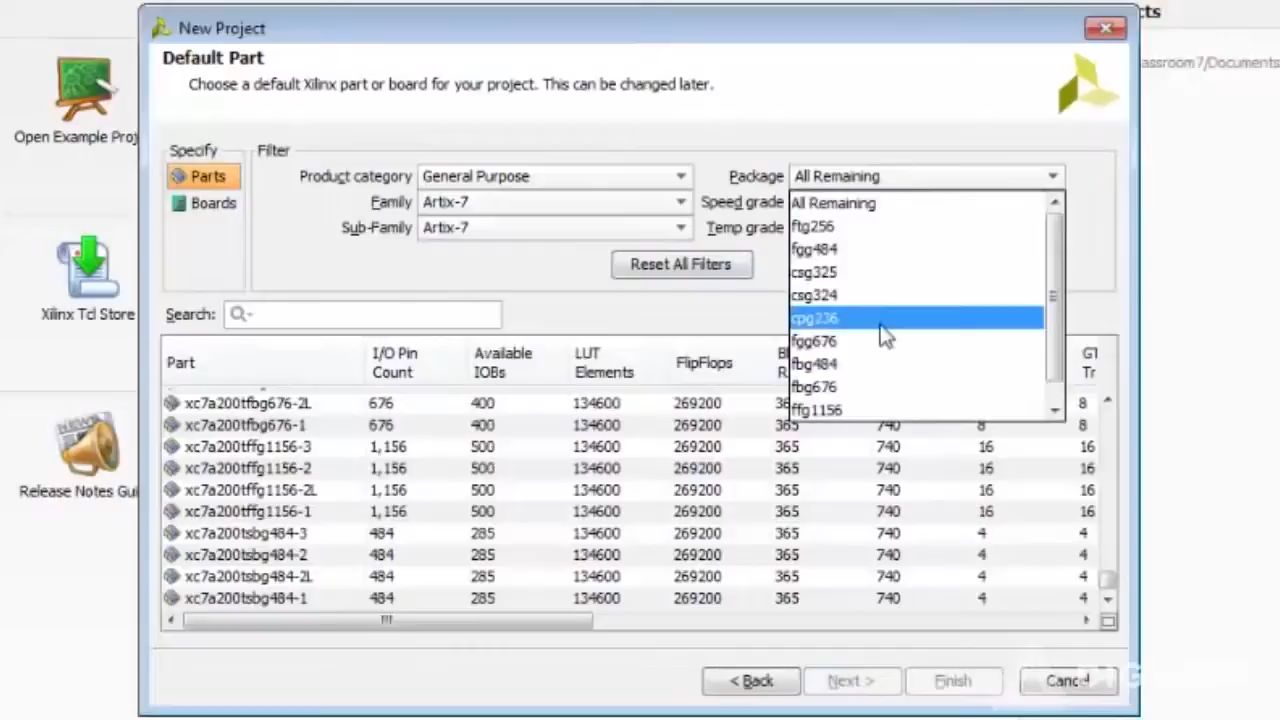 New Project
cts
Default Part
Choose a default Xilinx part or board for your project. This can be changed later.
assroom7/Documents
Open Example Proj
Specify
Filter
Parts
Boards
Product category General Purpose
Family Artix-7
Sub-Family Artix-7
Package All Remaining
Speed grade
Temp grade
All Remaining
ftg256
fgg484
csg325
csg324
cpg236
fgg676
fbg484
fbg676
ffg1156
Reset All Filters
Xilinx Tcl Store
Search:
Part I/O Pin Count Available IOBs LUT Elements FlipFlops
xc7a200tfbg676-2L 676 400 134600 269200 8
xc7a200tfbg676-1 676 400 134600 269200 365 740 8 8
xc7a200tffg1156-3 1,156 500 134600 269200 365 740 16 16
xc7a200tffg1156-2 1,156 500 134600 269200 365 740 16 16
xc7a200tffg1156-2L 1,156 500 134600 269200 365 740 16 16
xc7a200tffg1156-1 1,156 500 134600 269200 365 740 16 16
xc7a200tsbg484-3 484 285 134600 269200 365 740 4 4
xc7a200tsbg484-2 484 285 134600 269200 365 740 4 4
xc7a200tsbg484-2L 484 285 134600 269200 365 740 4 4
xc7a200tsbg484-1 484 285 134600 269200 365 740 4 4
NEWS
Release Notes Gui
< Back
Next >
Finish
Cancel